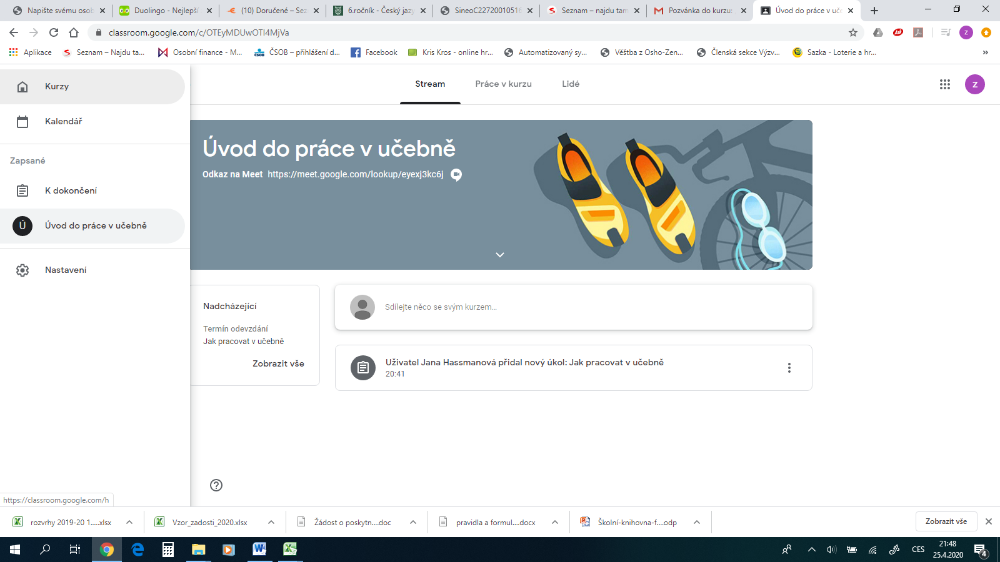 Napište svému osob
Duolingo - Nejlepší
(10) Doručené – Sez
6.ročník - Český jazy
SineoC22720010516
Seznam – najdu tam
Pozvánka do kurzu:
Úvod do práce v uče
classroom.google.com/c/OTEyMDUwOTI4MjVa
Aplikace
Seznam – Najdu ta...
Osobní finance - M...
ČSOB – přihlášení d...
Facebook
Kris Kros - online hr...
Automatizovaný sy...
Věštba z Osho-Zen...
Členská sekce Výzv...
Sazka - Loterie a hr...
»
Kurzy
Kalendář
Zapsané
K dokončení
Ú Úvod do práce v učebně
Nastavení
Stream
Práce v kurzu
Lidé
z
Úvod do práce v učebně
Odkaz na Meet https://meet.google.com/lookup/eyexj3kc6j
Nadcházející
Termín odevzdání
Jak pracovat v učebně
Zobrazit vše
Sdílejte něco se svým kurzem...
Uživatel Jana Hassmanová přidal nový úkol: Jak pracovat v učebně
20:41
https://classroom.google.com/h
rozvrhy 2019-20 1.....xlsx
Vzor_zadosti_2020.xlsx
Žádost o poskytn....doc
pravidla a formul....docx
Školní-knihovna-f....odp
Zobrazit vše
CES
21:48
25.4.2020
4